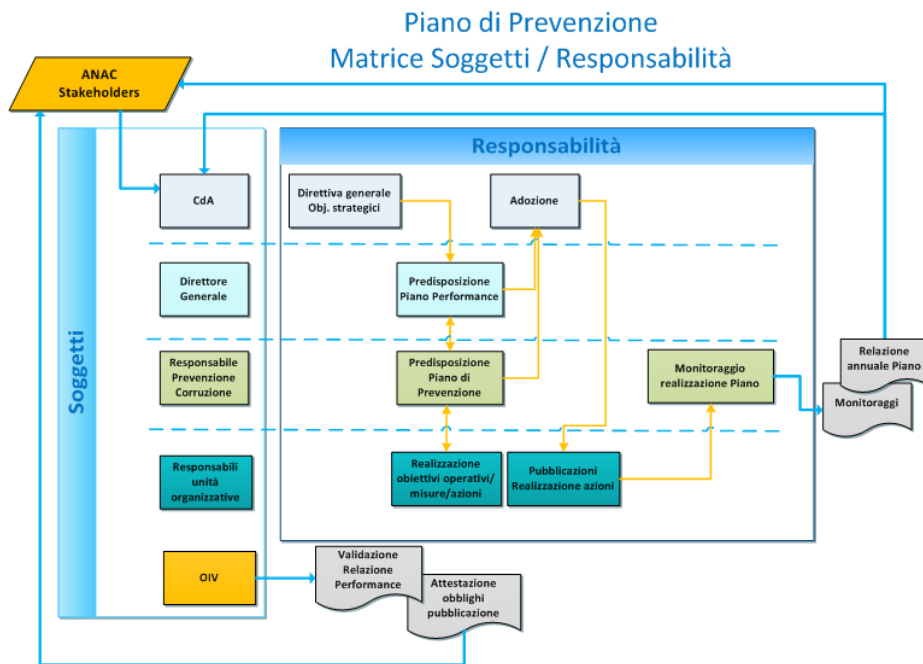 Piano di Prevenzione
Matrice Soggetti / Responsabilità
ANAC
Stakeholders
Soggetti
Responsabilità
CdA
Direttiva generale
Obj. strategici
Adozione
Direttore
Generale
Predisposizione
Piano Performance
Responsabile
Prevenzione
Corruzione
Predisposizione
Piano di
Prevenzione
Monitoraggio
realizzazione Piano
Relazione
annuale Piano
Monitoraggi
Responsabili
unità
organizzative
Realizzazione
obiettivi operativi/
misure/azioni
Pubblicazioni
Realizzazione azioni
OIV
Validazione
Relazione
Performance
Attestazione
obblighi
pubblicazione